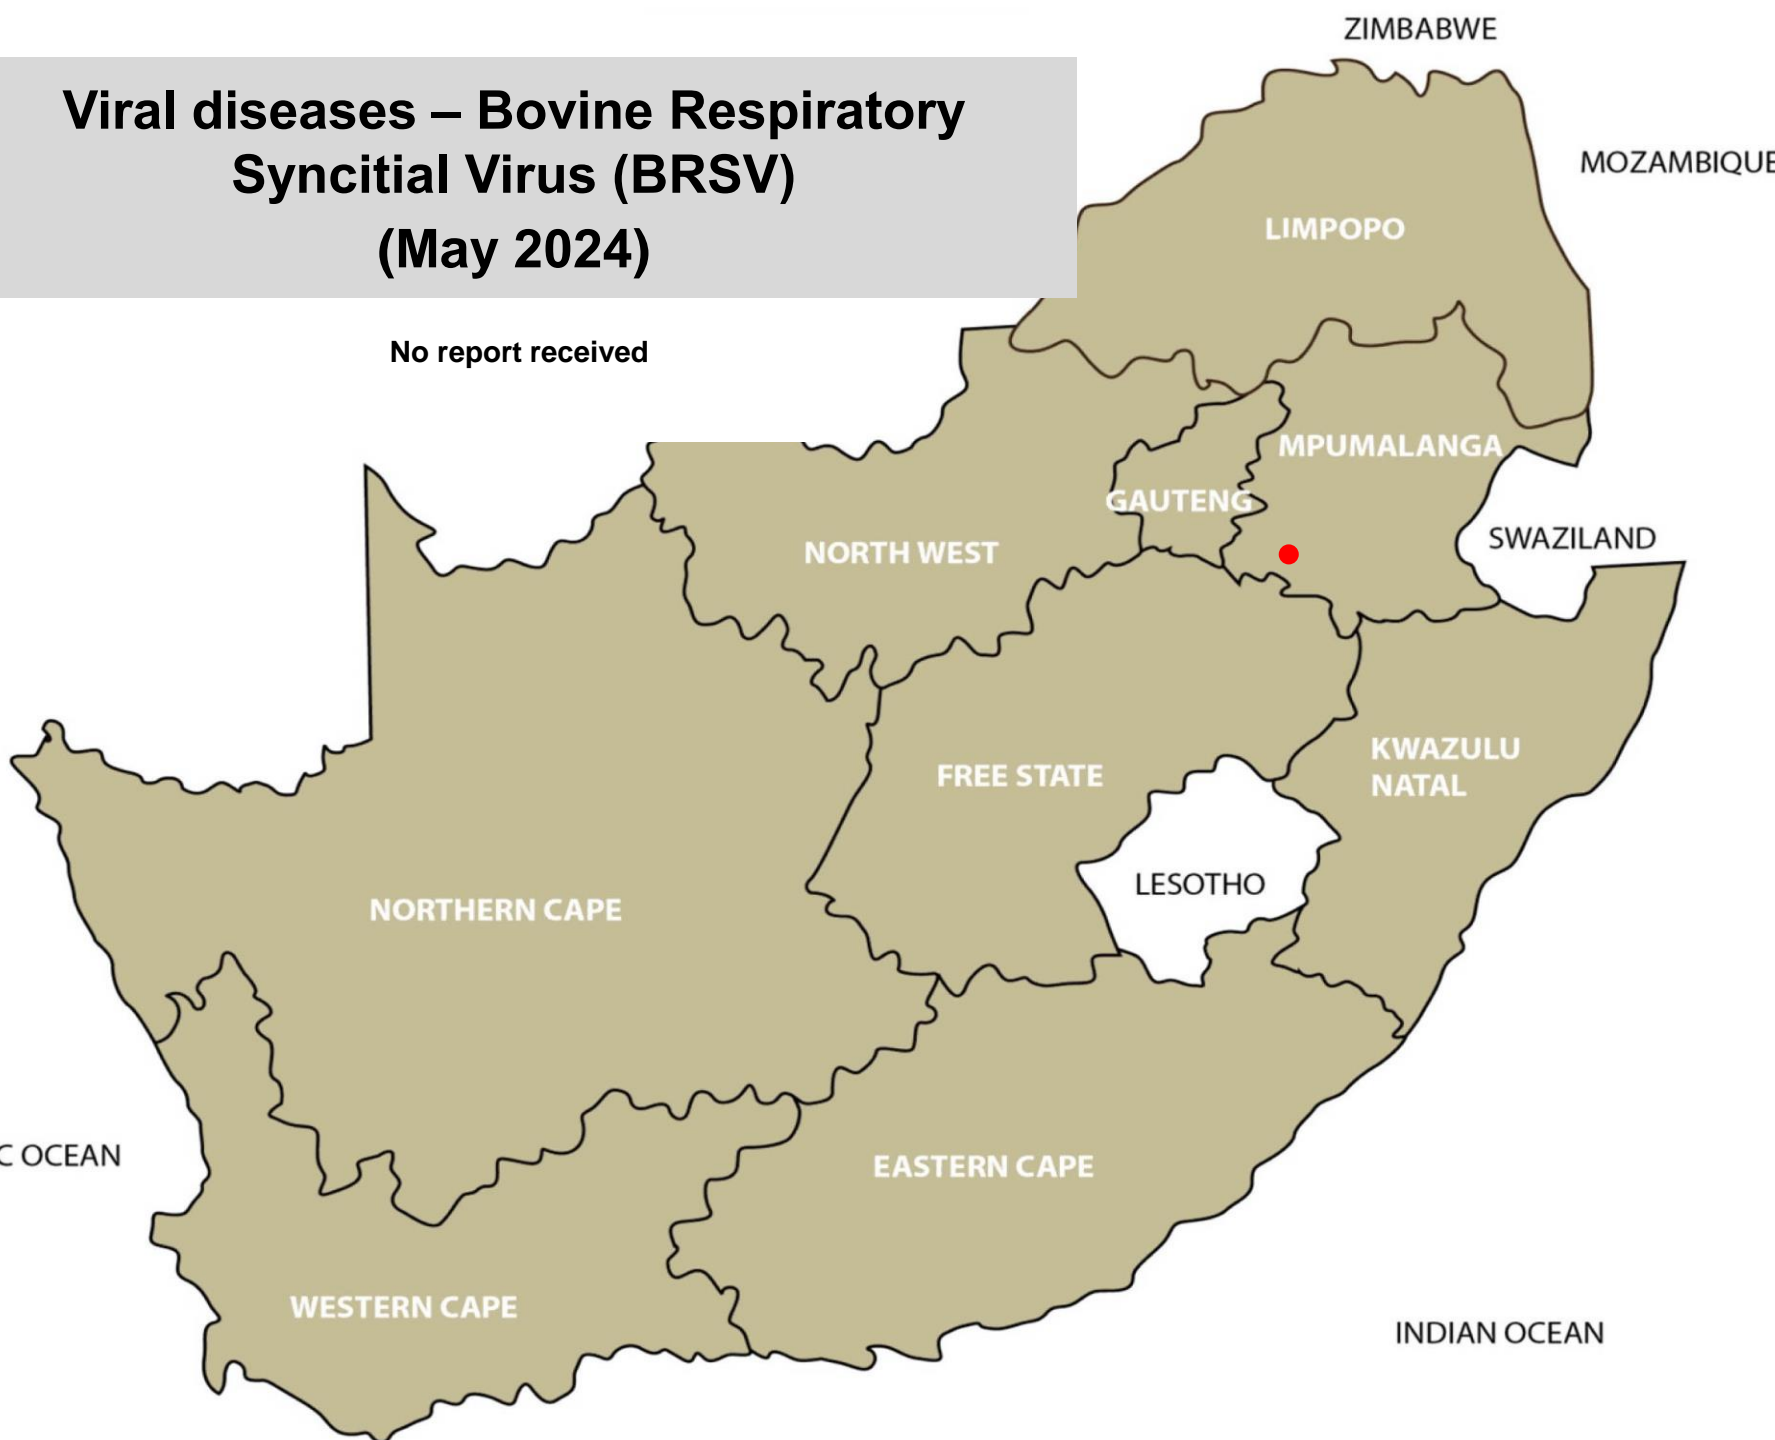 ZIMBABWE
Viral diseases – Bovine Respiratory
Syncitial Virus (BRSV)
(May 2024)
MOZAMBIQUE
LIMPOPO
No report received
MPUMALANGA
GAUTENG
SWAZILAND
NORTH WEST
KWAZULU
NATAL
FREE STATE
LESOTHO
NORTHERN CAPE
C OCEAN
EASTERN CAPE
WESTERN CAPE
INDIAN OCEAN